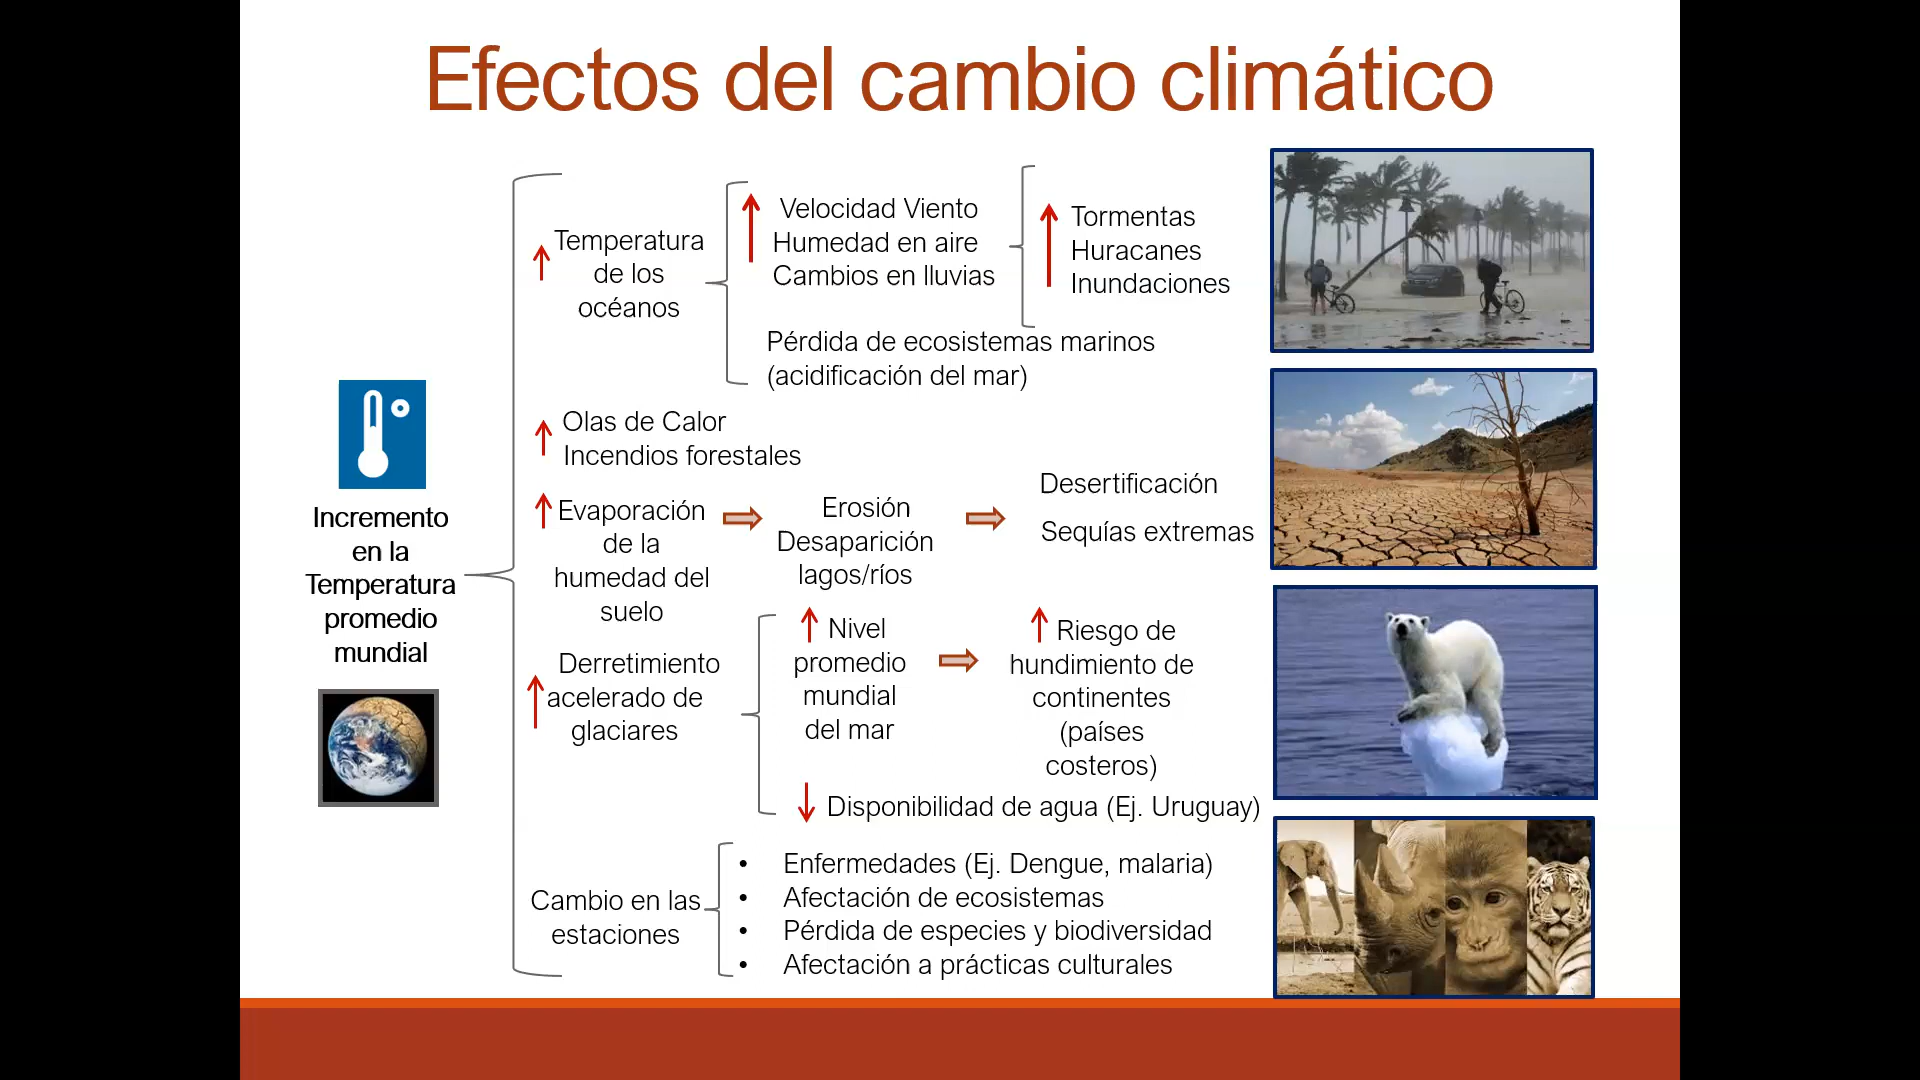 Efectos del cambio climático
Incremento
en la
Temperatura
promedio
mundial
Temperatura
de los
océanos
Velocidad Viento
Humedad en aire
Cambios en lluvias
Tormentas
Huracanes
Inundaciones
Pérdida de ecosistemas marinos
(acidificación del mar)
Olas de Calor
Incendios forestales
Evaporación
de la
humedad del
suelo
Erosión
Desaparición
lagos/ríos
Desertificación
Sequías extremas
Derretimiento
acelerado de
glaciares
Nivel
promedio
mundial
del mar
Riesgo de
hundimiento de
continentes
(países
costeros)
Disponibilidad de agua (Ej. Uruguay)
Cambio en las
estaciones
• Enfermedades (Ej. Dengue, malaria)
• Afectación de ecosistemas
• Pérdida de especies y biodiversidad
• Afectación a prácticas culturales